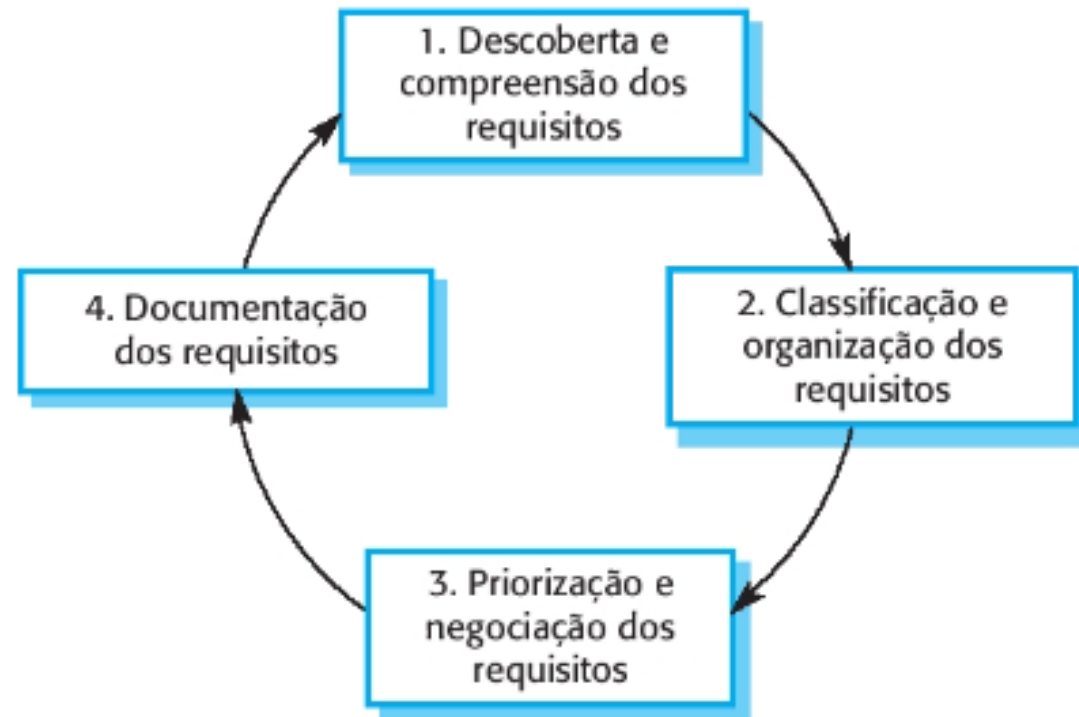 1. Descoberta e
compreensão dos
requisitos
2. Classificação e
organização dos
requisitos
3. Priorização e
negociação dos
requisitos
4. Documentação
dos requisitos